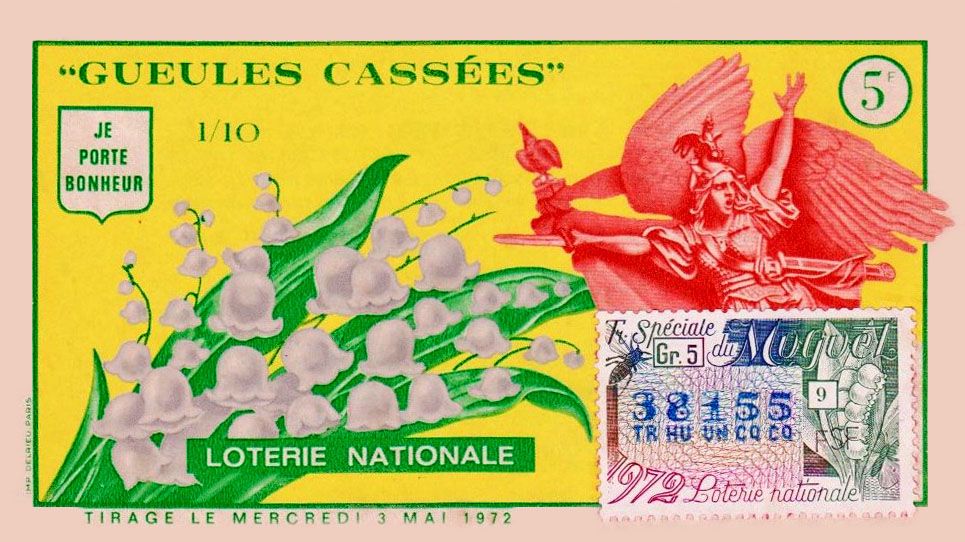 "GUEULES CASSÉES"
5F
JE
PORTE
BONHEUR
1/10
Tr. Spéciale
du Muguet
Gr. 5
9
38155
TR HU UN CQ CQ
1972 Loterie nationale
LOTERIE NATIONALE
IMP. DELRIEU. PARIS
TIRAGE LE MERCREDI 3 MAI 1972